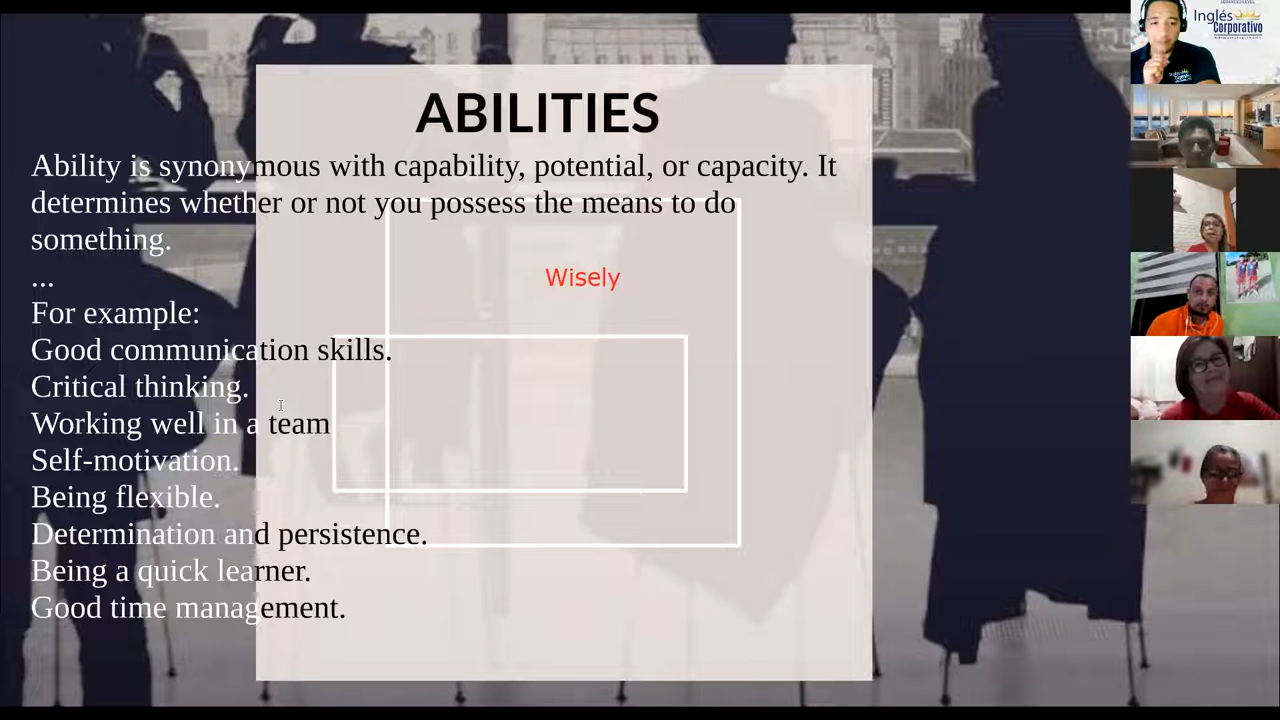 ABILITIES
Ability is synonymous with capability, potential, or capacity. It
determines whether or not you possess the means to do
something.
...
Wisely
For example:
Good communication skills.
Critical thinking.
Working well in a team
Self-motivation.
Being flexible.
Determination and persistence.
Being a quick learner.
Good time management.
Inglés
Corporativo